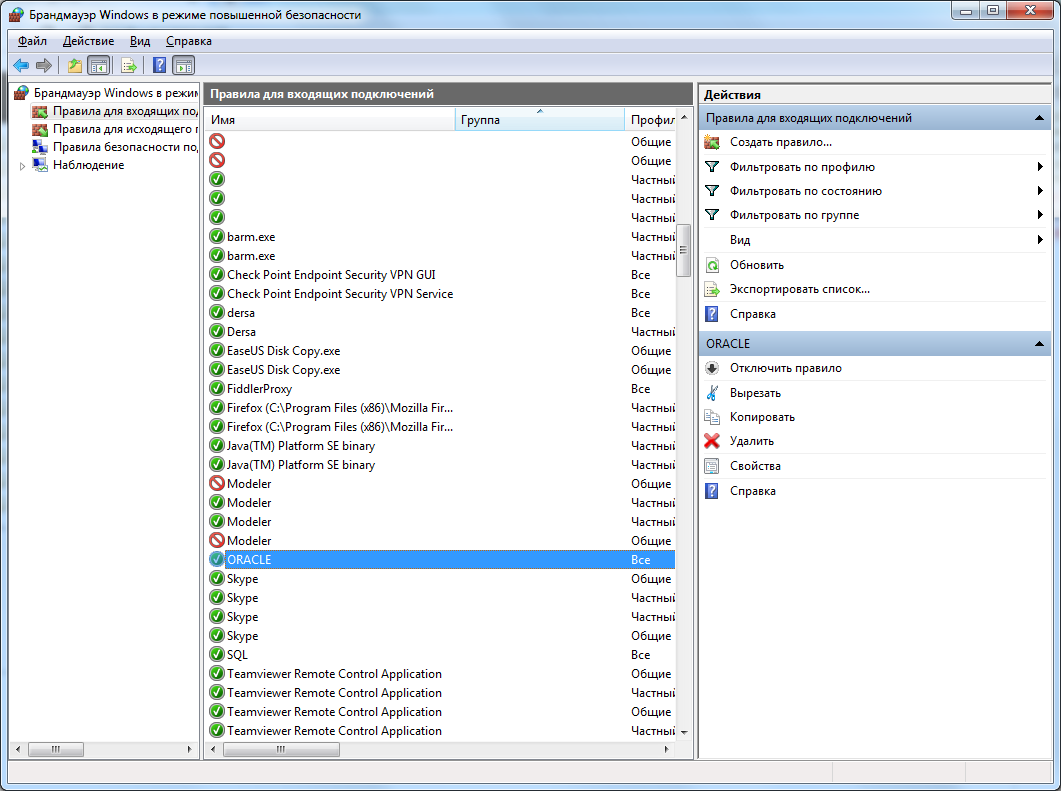 Брандмауэр Windows в режиме повышенной безопасности
Файл Действие Вид Справка
Брандмауэр Windows в режи
Правила для входящих по
Правила для исходящего
Правила безопасности по
Наблюдение
Правила для входящих подключений
Имя Группа Профил
Общие
Общие
Частный
Частный
Частный
barm.exe Частный
barm.exe Частный
Check Point Endpoint Security VPN GUI Все
Check Point Endpoint Security VPN Service Все
dersa Все
Dersa Частный
EaseUS Disk Copy.exe Общие
EaseUS Disk Copy.exe Общие
FiddlerProxy Все
Firefox (C:\Program Files (x86)\Mozilla Fir... Частный
Firefox (C:\Program Files (x86)\Mozilla Fir... Частный
Java(TM) Platform SE binary Частный
Java(TM) Platform SE binary Частный
Modeler Общие
Modeler Частный
Modeler Частный
Modeler Общие
ORACLE Все
Skype Общие
Skype Частный
Skype Частный
Skype Общие
SQL Все
Teamviewer Remote Control Application Общие
Teamviewer Remote Control Application Частный
Teamviewer Remote Control Application Общие
Teamviewer Remote Control Application Частный
Действия
Правила для входящих подключений
Создать правило...
Фильтровать по профилю
Фильтровать по состоянию
Фильтровать по группе
Вид
Обновить
Экспортировать список...
Справка
ORACLE
Отключить правило
Вырезать
Копировать
Удалить
Свойства
Справка